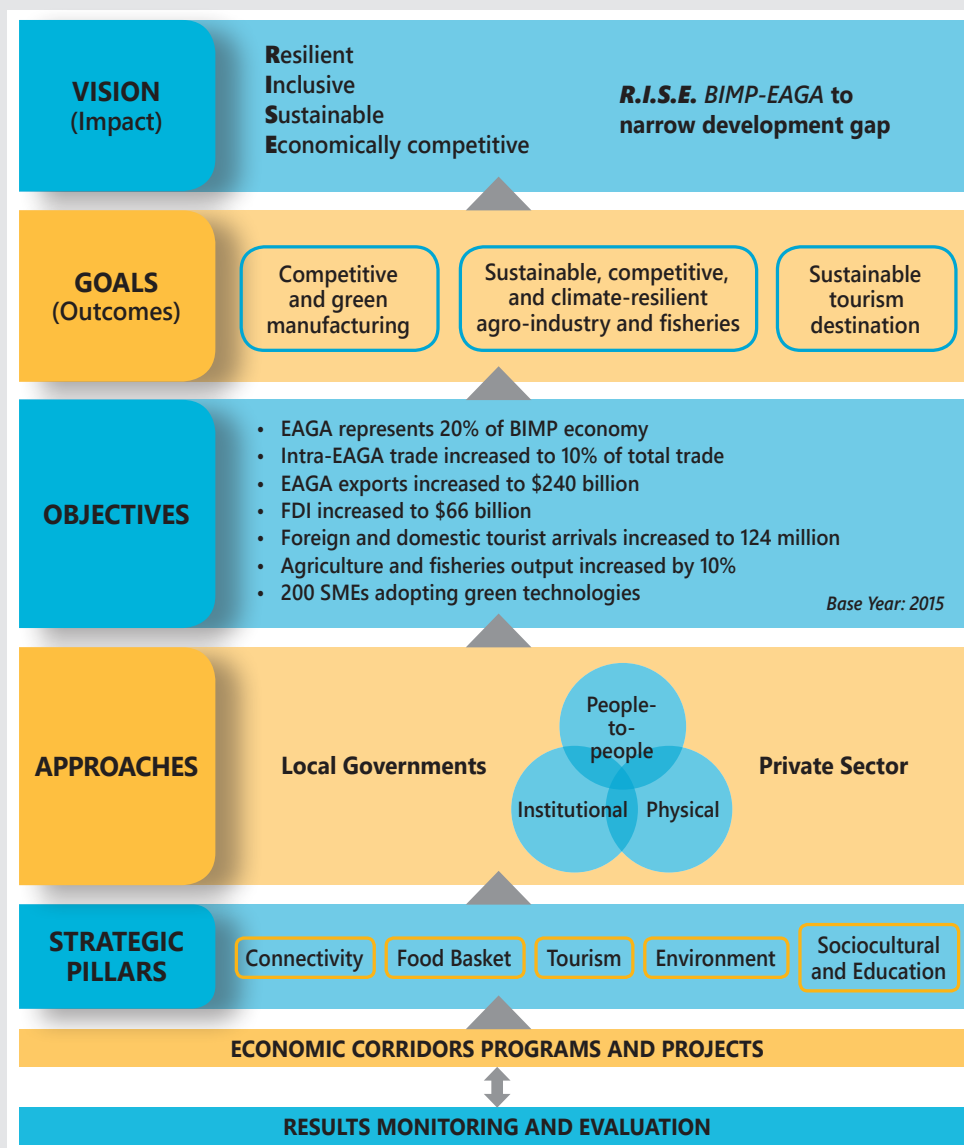 VISION
(Impact)
Resilient
Inclusive
Sustainable
Economically competitive
R.I.S.E. BIMP-EAGA to
narrow development gap
GOALS
(Outcomes)
Competitive
and green
manufacturing
Sustainable, competitive,
and climate-resilient
agro-industry and fisheries
Sustainable
tourism
destination
OBJECTIVES
• EAGA represents 20% of BIMP economy
• Intra-EAGA trade increased to 10% of total trade
• EAGA exports increased to $240 billion
• FDI increased to $66 billion
• Foreign and domestic tourist arrivals increased to 124 million
• Agriculture and fisheries output increased by 10%
• 200 SMEs adopting green technologies
Base Year: 2015
APPROACHES
Local Governments
People-
to-
people
Institutional
Physical
Private Sector
STRATEGIC
PILLARS
Connectivity
Food Basket
Tourism
Environment
Sociocultural
and Education
ECONOMIC CORRIDORS PROGRAMS AND PROJECTS
RESULTS MONITORING AND EVALUATION